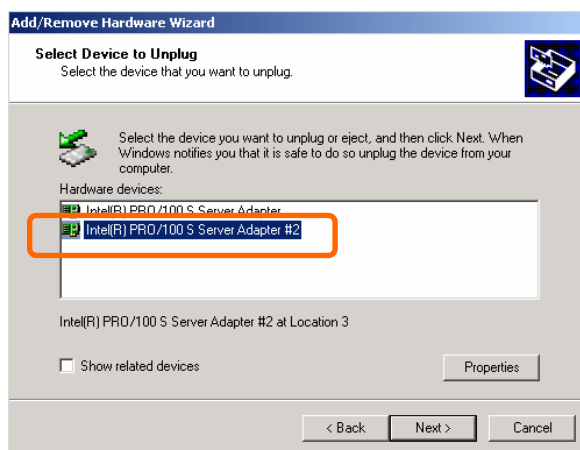 Add/Remove Hardware Wizard
Select Device to Unplug
Select the device that you want to unplug.
Select the device you want to unplug or eject, and then click Next. When
Windows notifies you that it is safe to do so unplug the device from your
computer.
Hardware devices:
Intel(R) PRO/100 S Server Adapter
Intel(R) PRO/100 S Server Adapter #2
Intel(R) PRO/100 S Server Adapter #2 at Location 3
Show related devices
Properties
< Back
Next >
Cancel